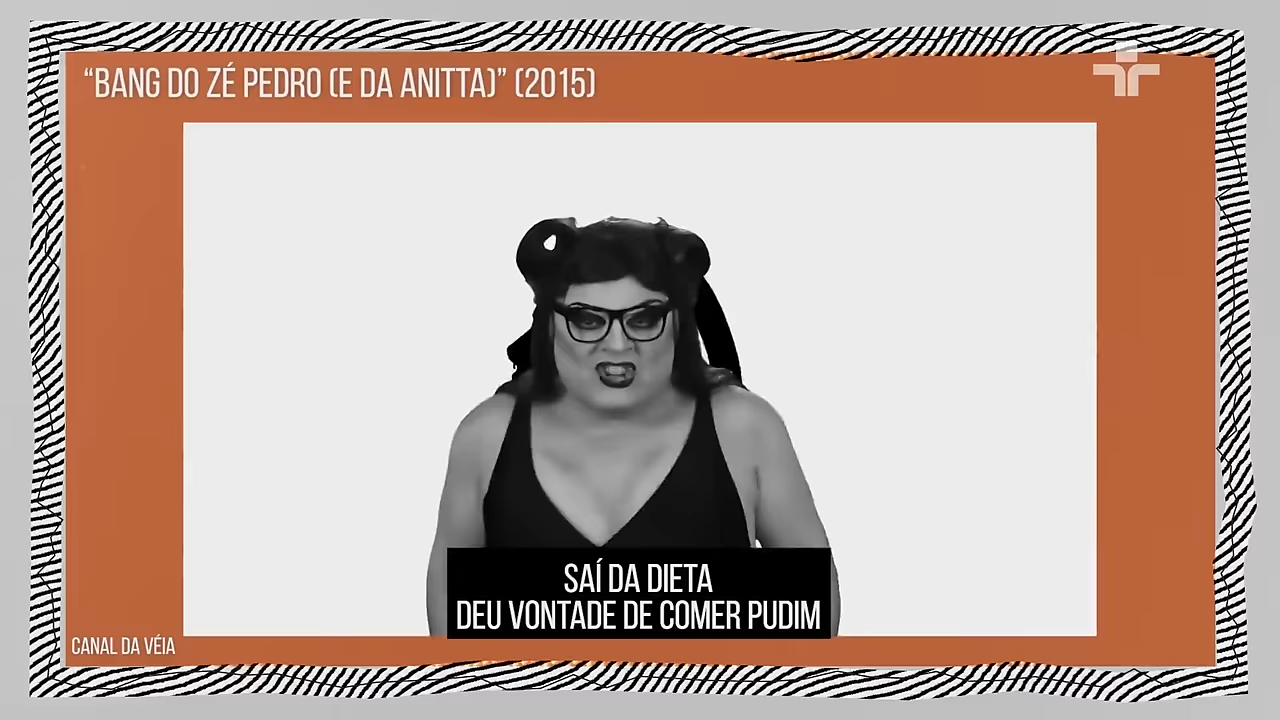 “BANG DO ZÉ PEDRO (E DA ANITTA)” (2015)
SAÍ DA DIETA
DEU VONTADE DE COMER PUDIM
CANAL DA VÉIA